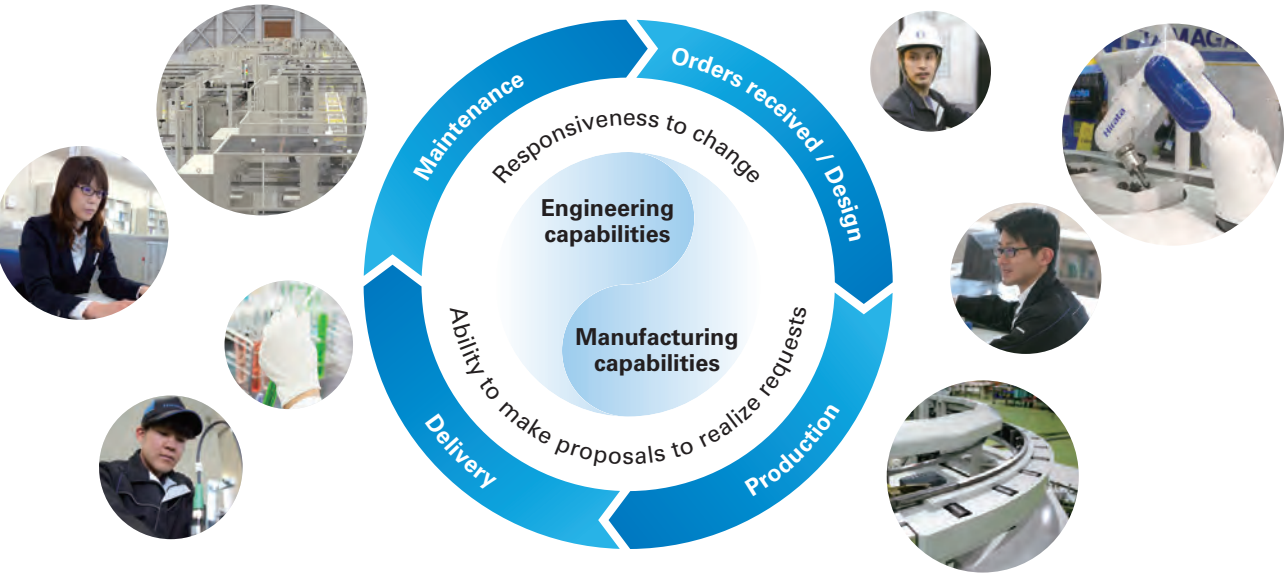 Maintenance
Orders received / Design
Responsiveness to change
Engineering
capabilities
Manufacturing
capabilities
Ability to make proposals to realize requests
Delivery
Production
Hirata